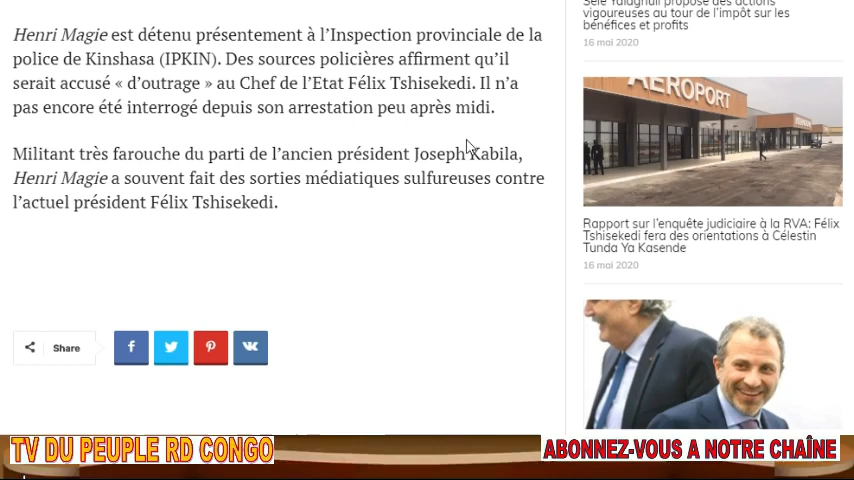 Henri Magie est détenu présentement à l’Inspection provinciale de la
police de Kinshasa (IPKIN). Des sources policières affirment qu’il
serait accusé « d’outrage » au Chef de l’Etat Félix Tshisekedi. Il n’a
pas encore été interrogé depuis son arrestation peu après midi.
Militant très farouche du parti de l’ancien président Joseph Kabila,
Henri Magie a souvent fait des sorties médiatiques sulfureuses contre
l’actuel président Félix Tshisekedi.
Share
Sele Yalaghuli propose des actions
vigoureuses au tour de l’impôt sur les
bénéfices et profits
16 mai 2020
AEROPORT
Rapport sur l’enquête judiciaire à la RVA: Félix
Tshisekedi fera des orientations à Célestin
Tunda Ya Kasende
16 mai 2020
TV DU PEUPLE RD CONGO
ABONNEZ-VOUS A NOTRE CHAÎNE